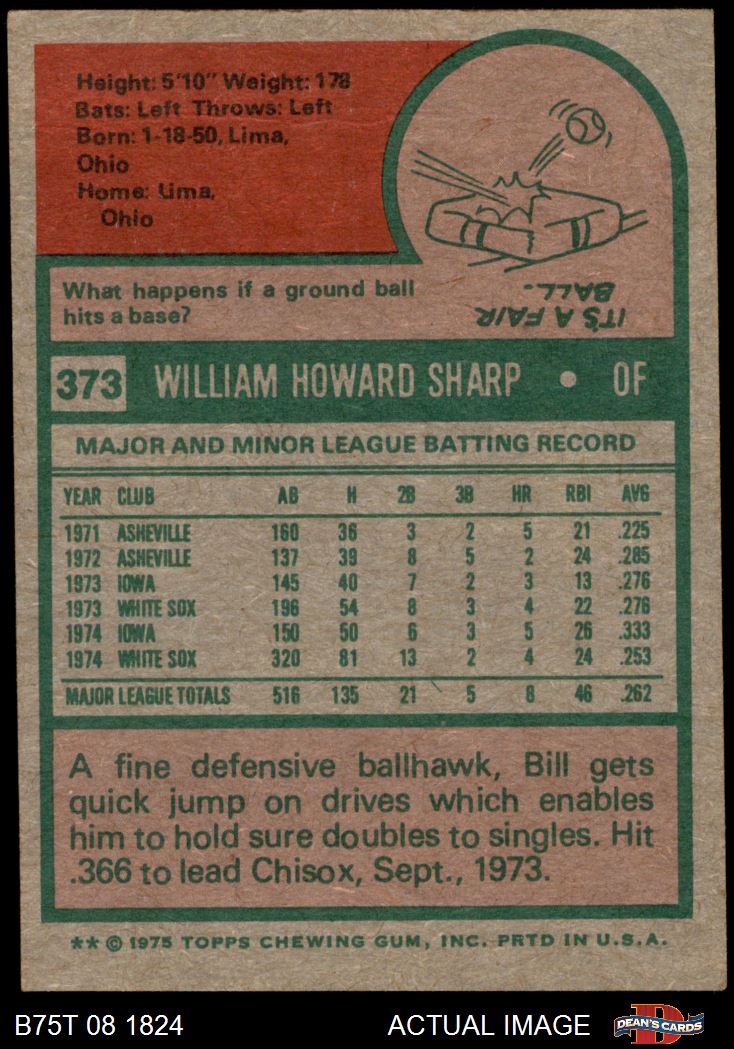 Height: 5'10" Weight: 178
Bats: Left Throws: Left
Born: 1-18-50, Lima,
Ohio
Home: Lima,
Ohio
What happens if a ground ball
hits a base?
IT'S A FAIR
BALL.
373 WILLIAM HOWARD SHARP • OF
MAJOR AND MINOR LEAGUE BATTING RECORD
YEAR CLUB AB H 2B 3B HR RBI AVG
1971 ASHEVILLE 160 36 3 2 5 21 .225
1972 ASHEVILLE 137 39 8 5 2 24 .285
1973 IOWA 145 40 7 2 3 13 .276
1973 WHITE SOX 196 54 8 3 4 22 .276
1974 IOWA 150 50 6 3 5 26 .333
1974 WHITE SOX 320 81 13 2 4 24 .253
MAJOR LEAGUE TOTALS 516 135 21 5 8 46 .262
A fine defensive ballhawk, Bill gets
quick jump on drives which enables
him to hold sure doubles to singles. Hit
.366 to lead Chisox, Sept., 1973.
** © 1975 TOPPS CHEWING GUM, INC. PRTD IN U.S.A.
B75T 08 1824 ACTUAL IMAGE DEAN'S CARDS